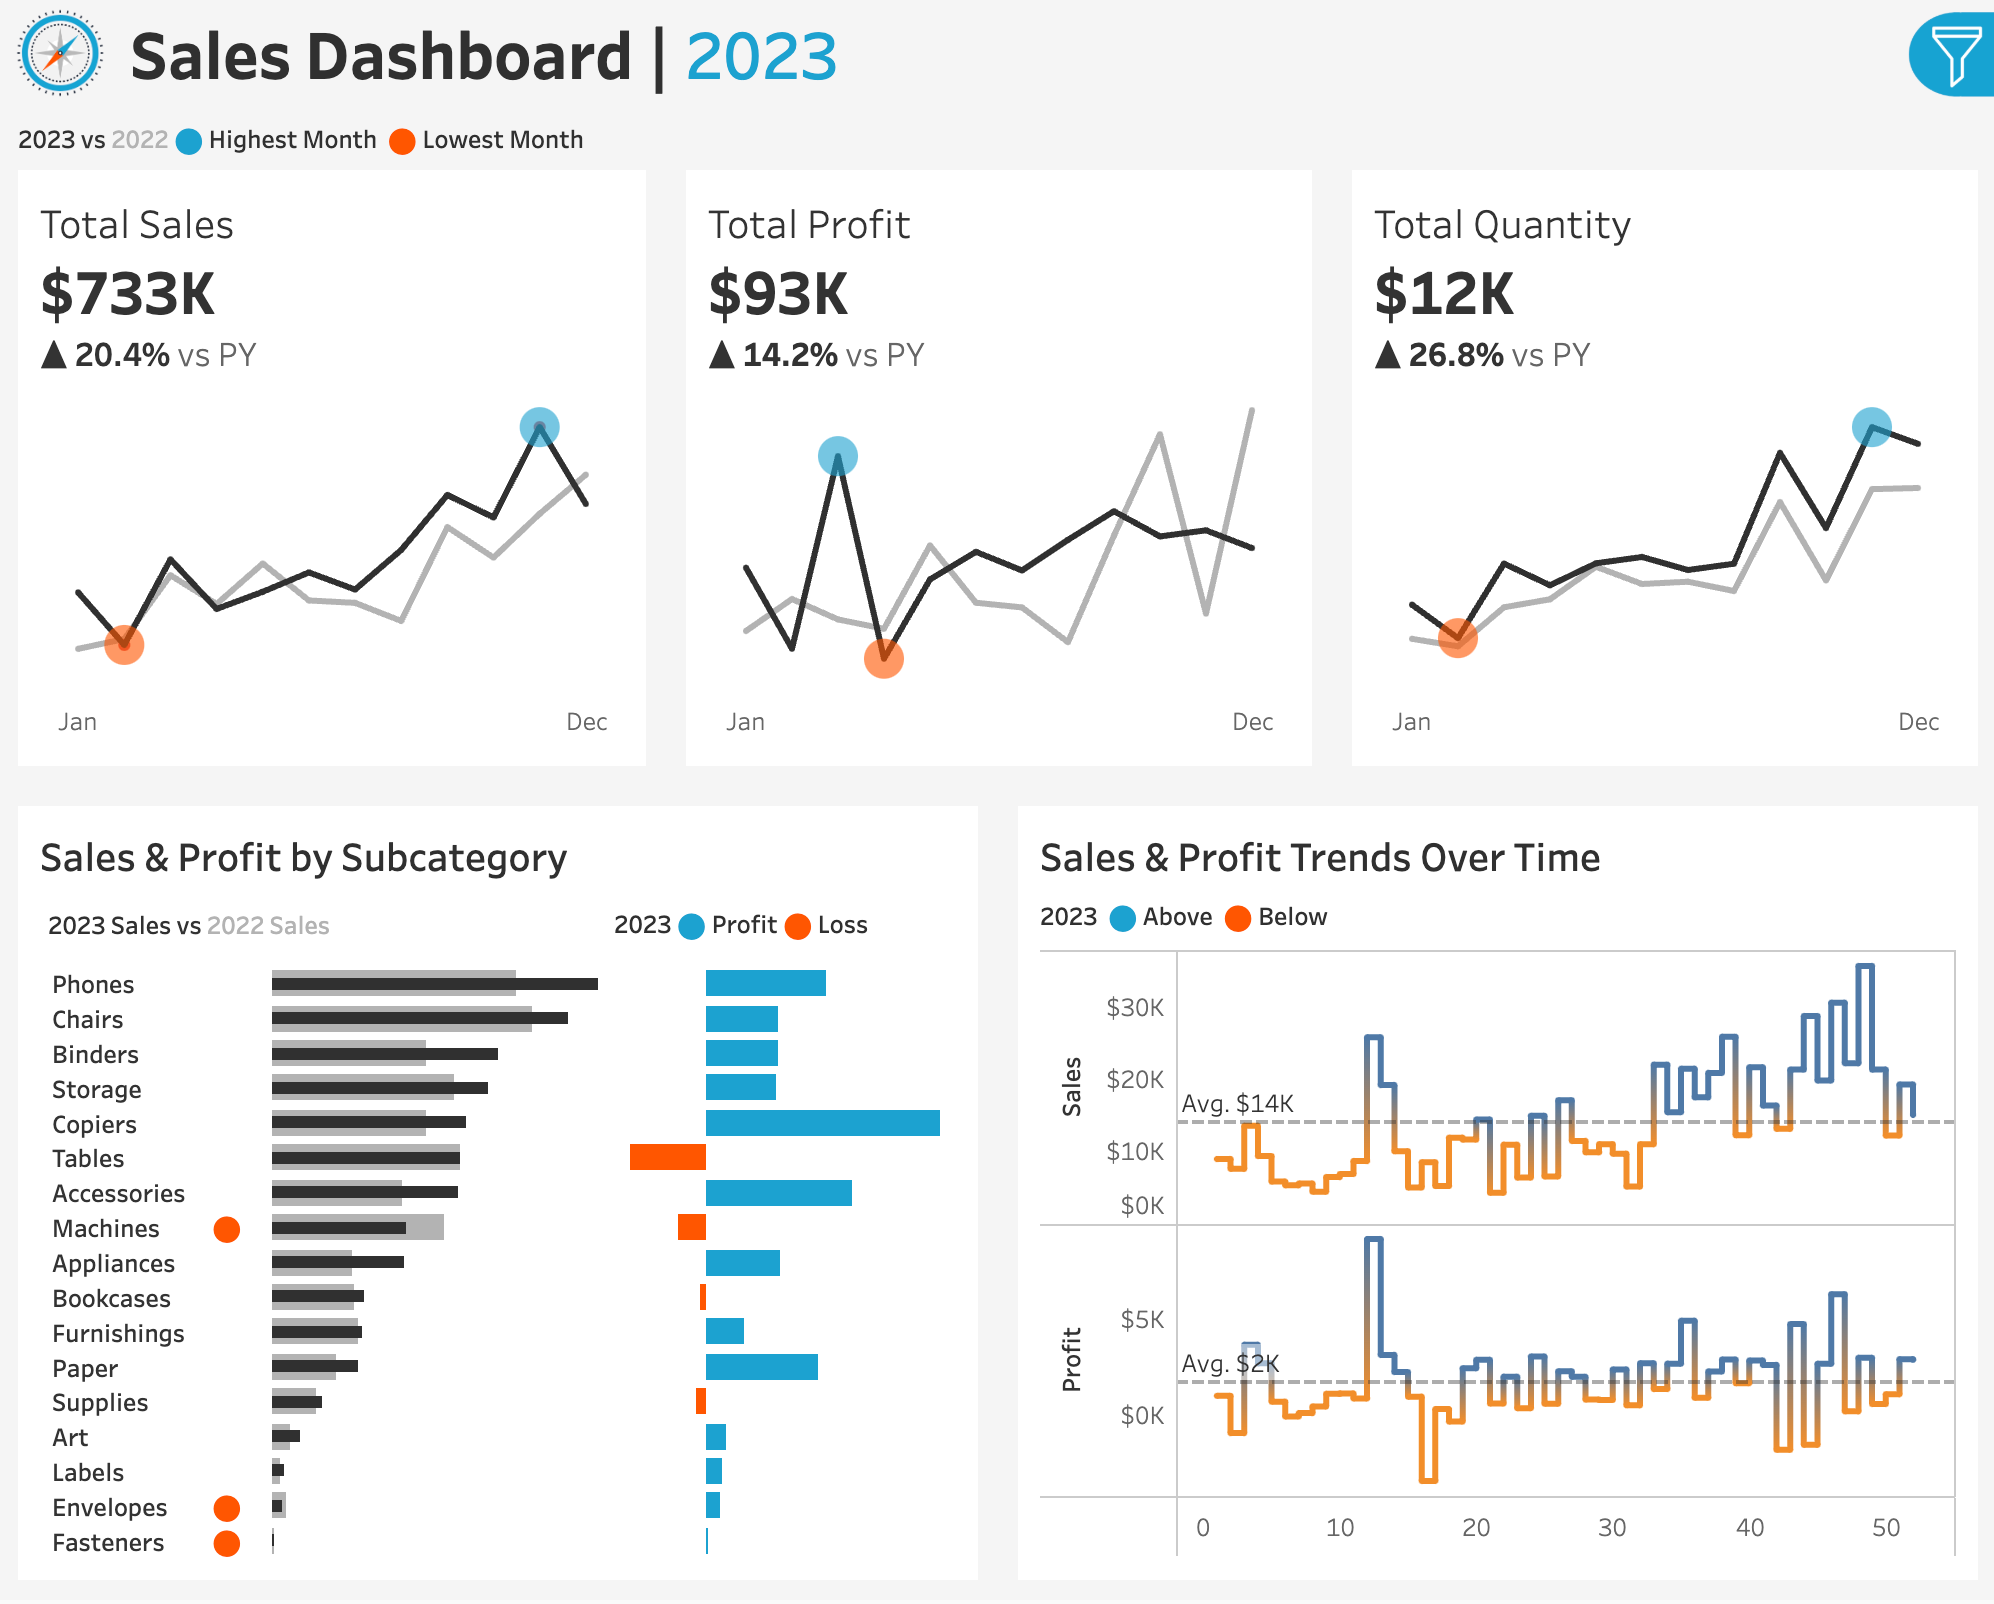 Sales Dashboard | 2023
2023 vs 2022 Highest Month Lowest Month
Total Sales
$733K
▲ 20.4% vs PY
Jan Dec
Total Profit
$93K
▲ 14.2% vs PY
Jan Dec
Total Quantity
$12K
▲ 26.8% vs PY
Jan Dec
Sales & Profit by Subcategory
2023 Sales vs 2022 Sales
2023 Profit Loss
Phones
Chairs
Binders
Storage
Copiers
Tables
Accessories
Machines
Appliances
Bookcases
Furnishings
Paper
Supplies
Art
Labels
Envelopes
Fasteners
Sales & Profit Trends Over Time
2023 Above Below
Sales
$30K
$20K
$10K
$0K
Avg. $14K
Profit
$5K
$0K
Avg. $2K
0 10 20 30 40 50